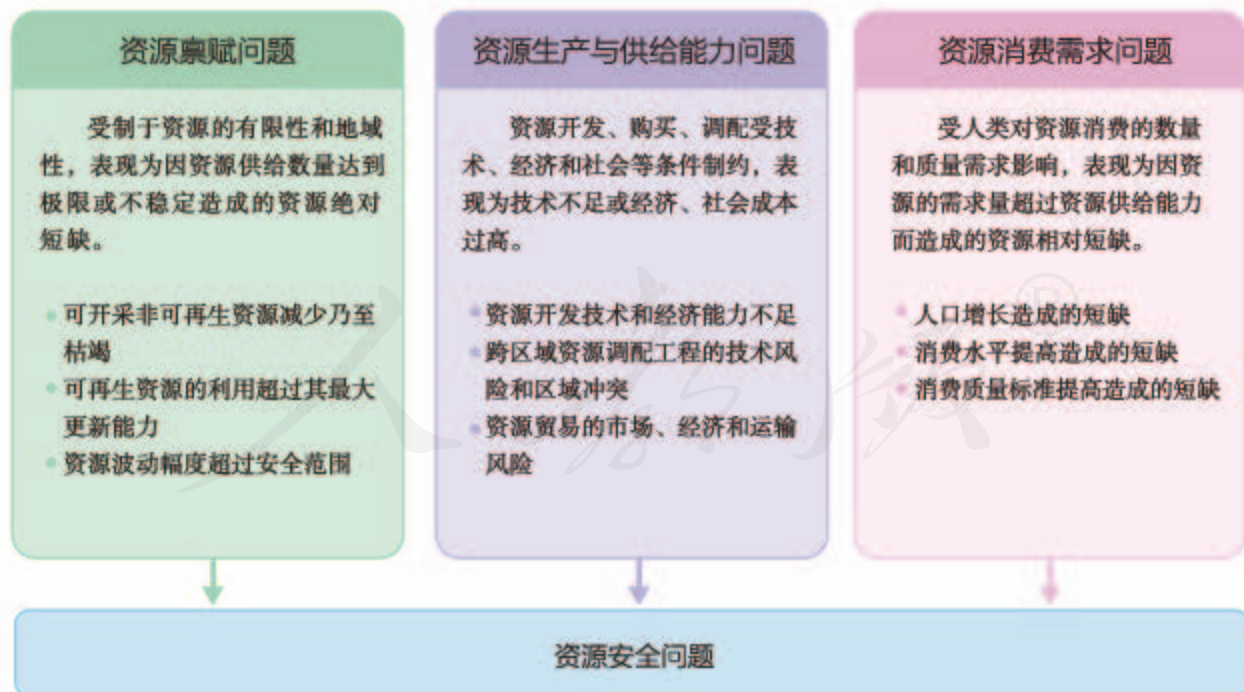 资源禀赋问题
受制于资源的有限性和地域
性，表现为因资源供给数量达到
极限或不稳定造成的资源绝对
短缺。
可开采非可再生资源减少乃至
枯竭
可再生资源的利用超过其最大
更新能力
资源波动幅度超过安全范围
资源生产与供给能力问题
资源开发、购买、调配受技
术、经济和社会等条件制约，表
现为技术不足或经济、社会成本
过高。
资源开发技术和经济能力不足
跨区域资源调配工程的技术风
险和区域冲突
资源贸易的市场、经济和运输
风险
资源消费需求问题
受人类对资源消费的数量
和质量需求影响，表现为因资
源的需求量超过资源供给能力
而造成的资源相对短缺。
人口增长造成的短缺
消费水平提高造成的短缺
消费质量标准提高造成的短缺
资源安全问题
人教版®